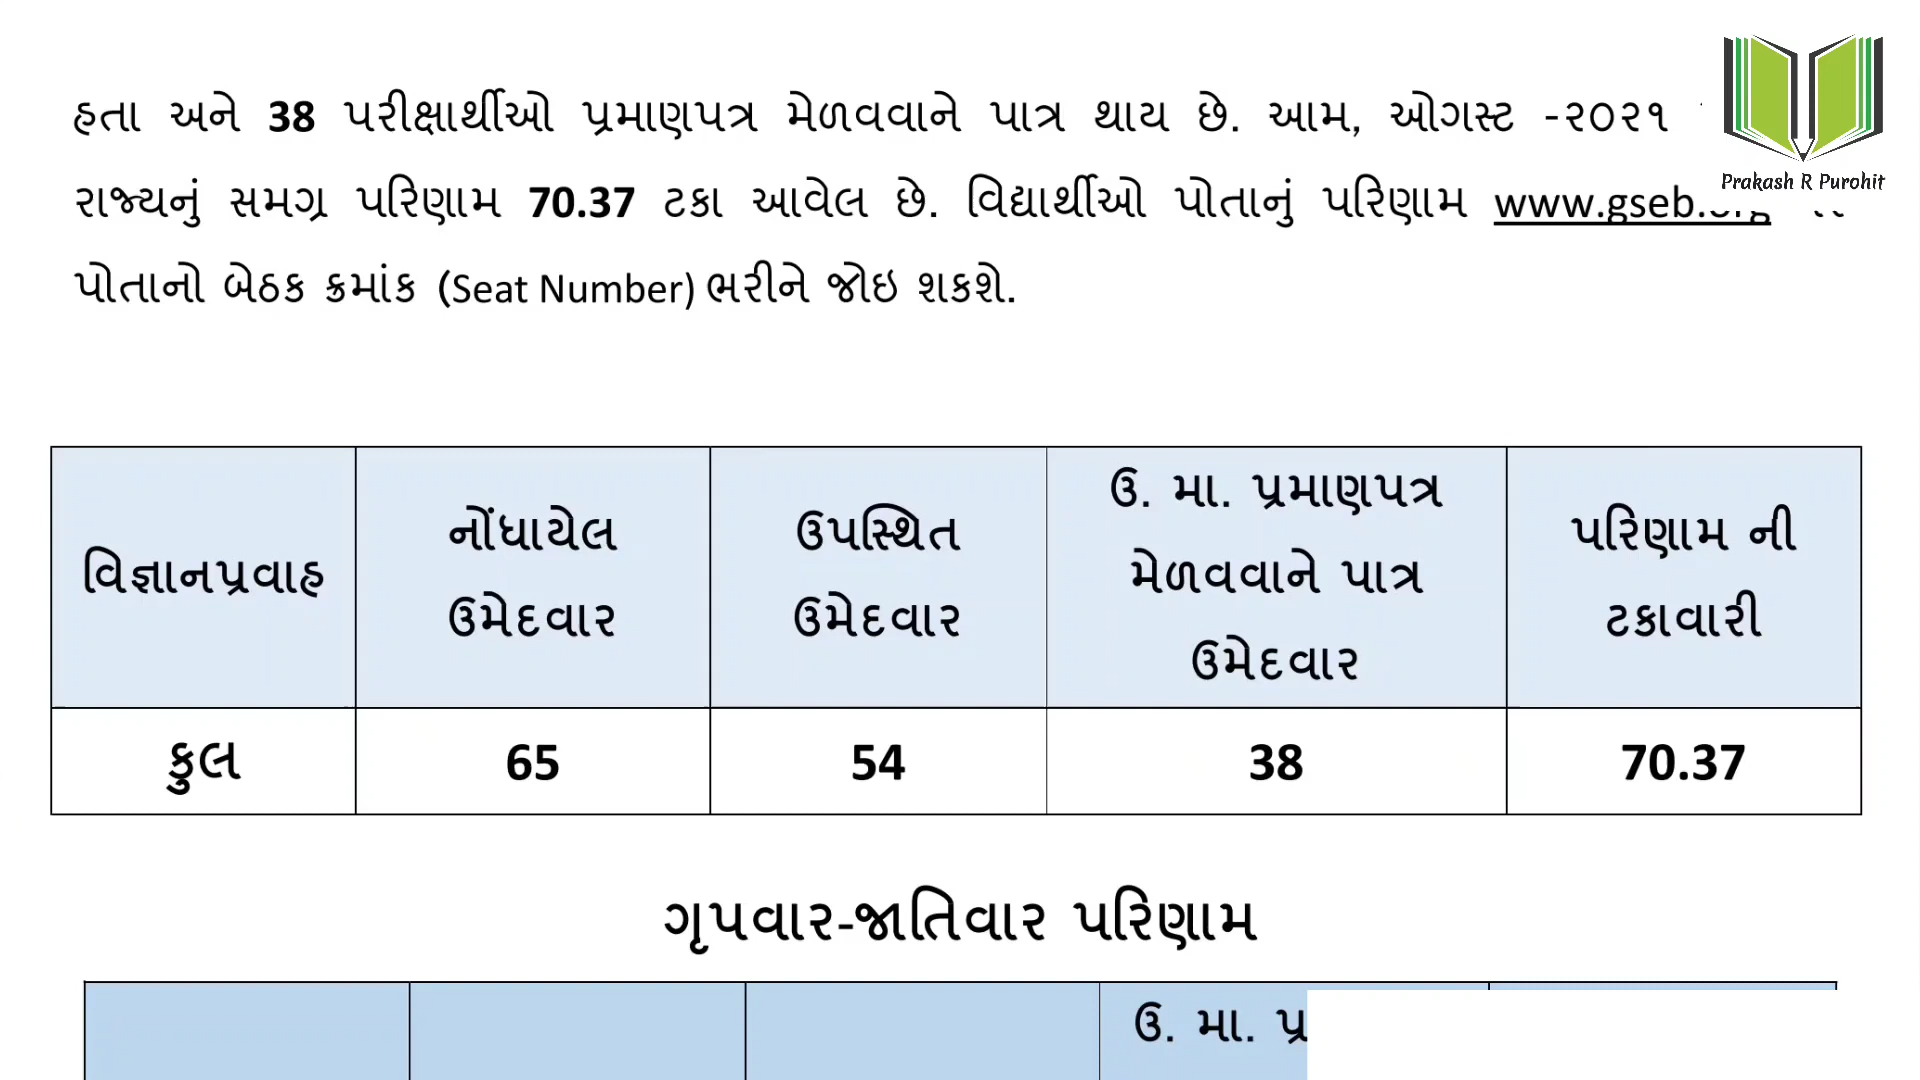 હતા અને 38 પરીક્ષાર્થીઓ પ્રમાણપત્ર મેળવવાને પાત્ર થાય છે. આમ, ઓગસ્ટ -૨૦૨૧
Prakash R Purohit
રાજ્યનું સમગ્ર પરિણામ 70.37 ટકા આવેલ છે. વિદ્યાર્થીઓ પોતાનું પરિણામ www.gseb.org
પોતાનો બેઠક ક્રમાંક (Seat Number) ભરીને જોઇ શકશે.
વિજ્ઞાનપ્રવાહ
નોંધાયેલ
ઉમેદવાર
ઉપસ્થિત
ઉમેદવાર
ઉ. મા. પ્રમાણપત્ર
મેળવવાને પાત્ર
ઉમેદવાર
પરિણામ ની
ટકાવારી
કુલ 65 54 38 70.37
ગૃપવાર-જાતિવાર પરિણામ
ઉ. મા. પ્ર